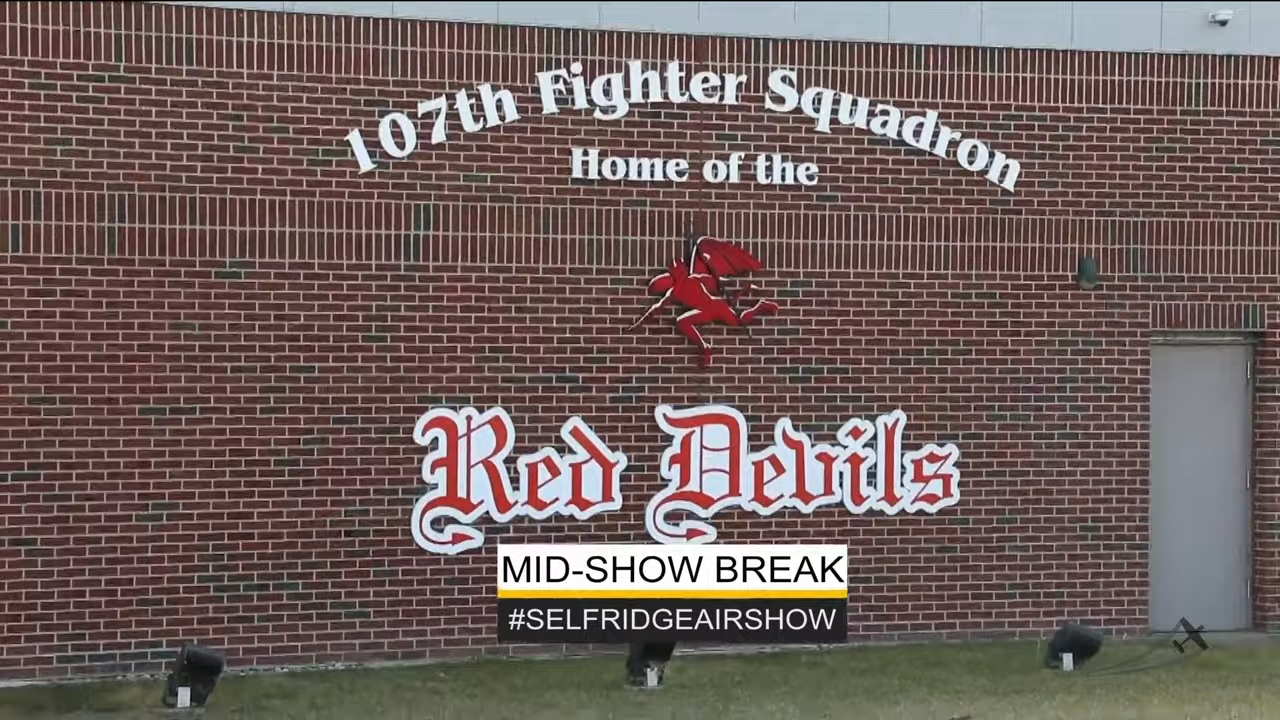 107th Fighter Squadron
Home of the
Red Devils
MID-SHOW BREAK
#SELFRIDGEAIRSHOW